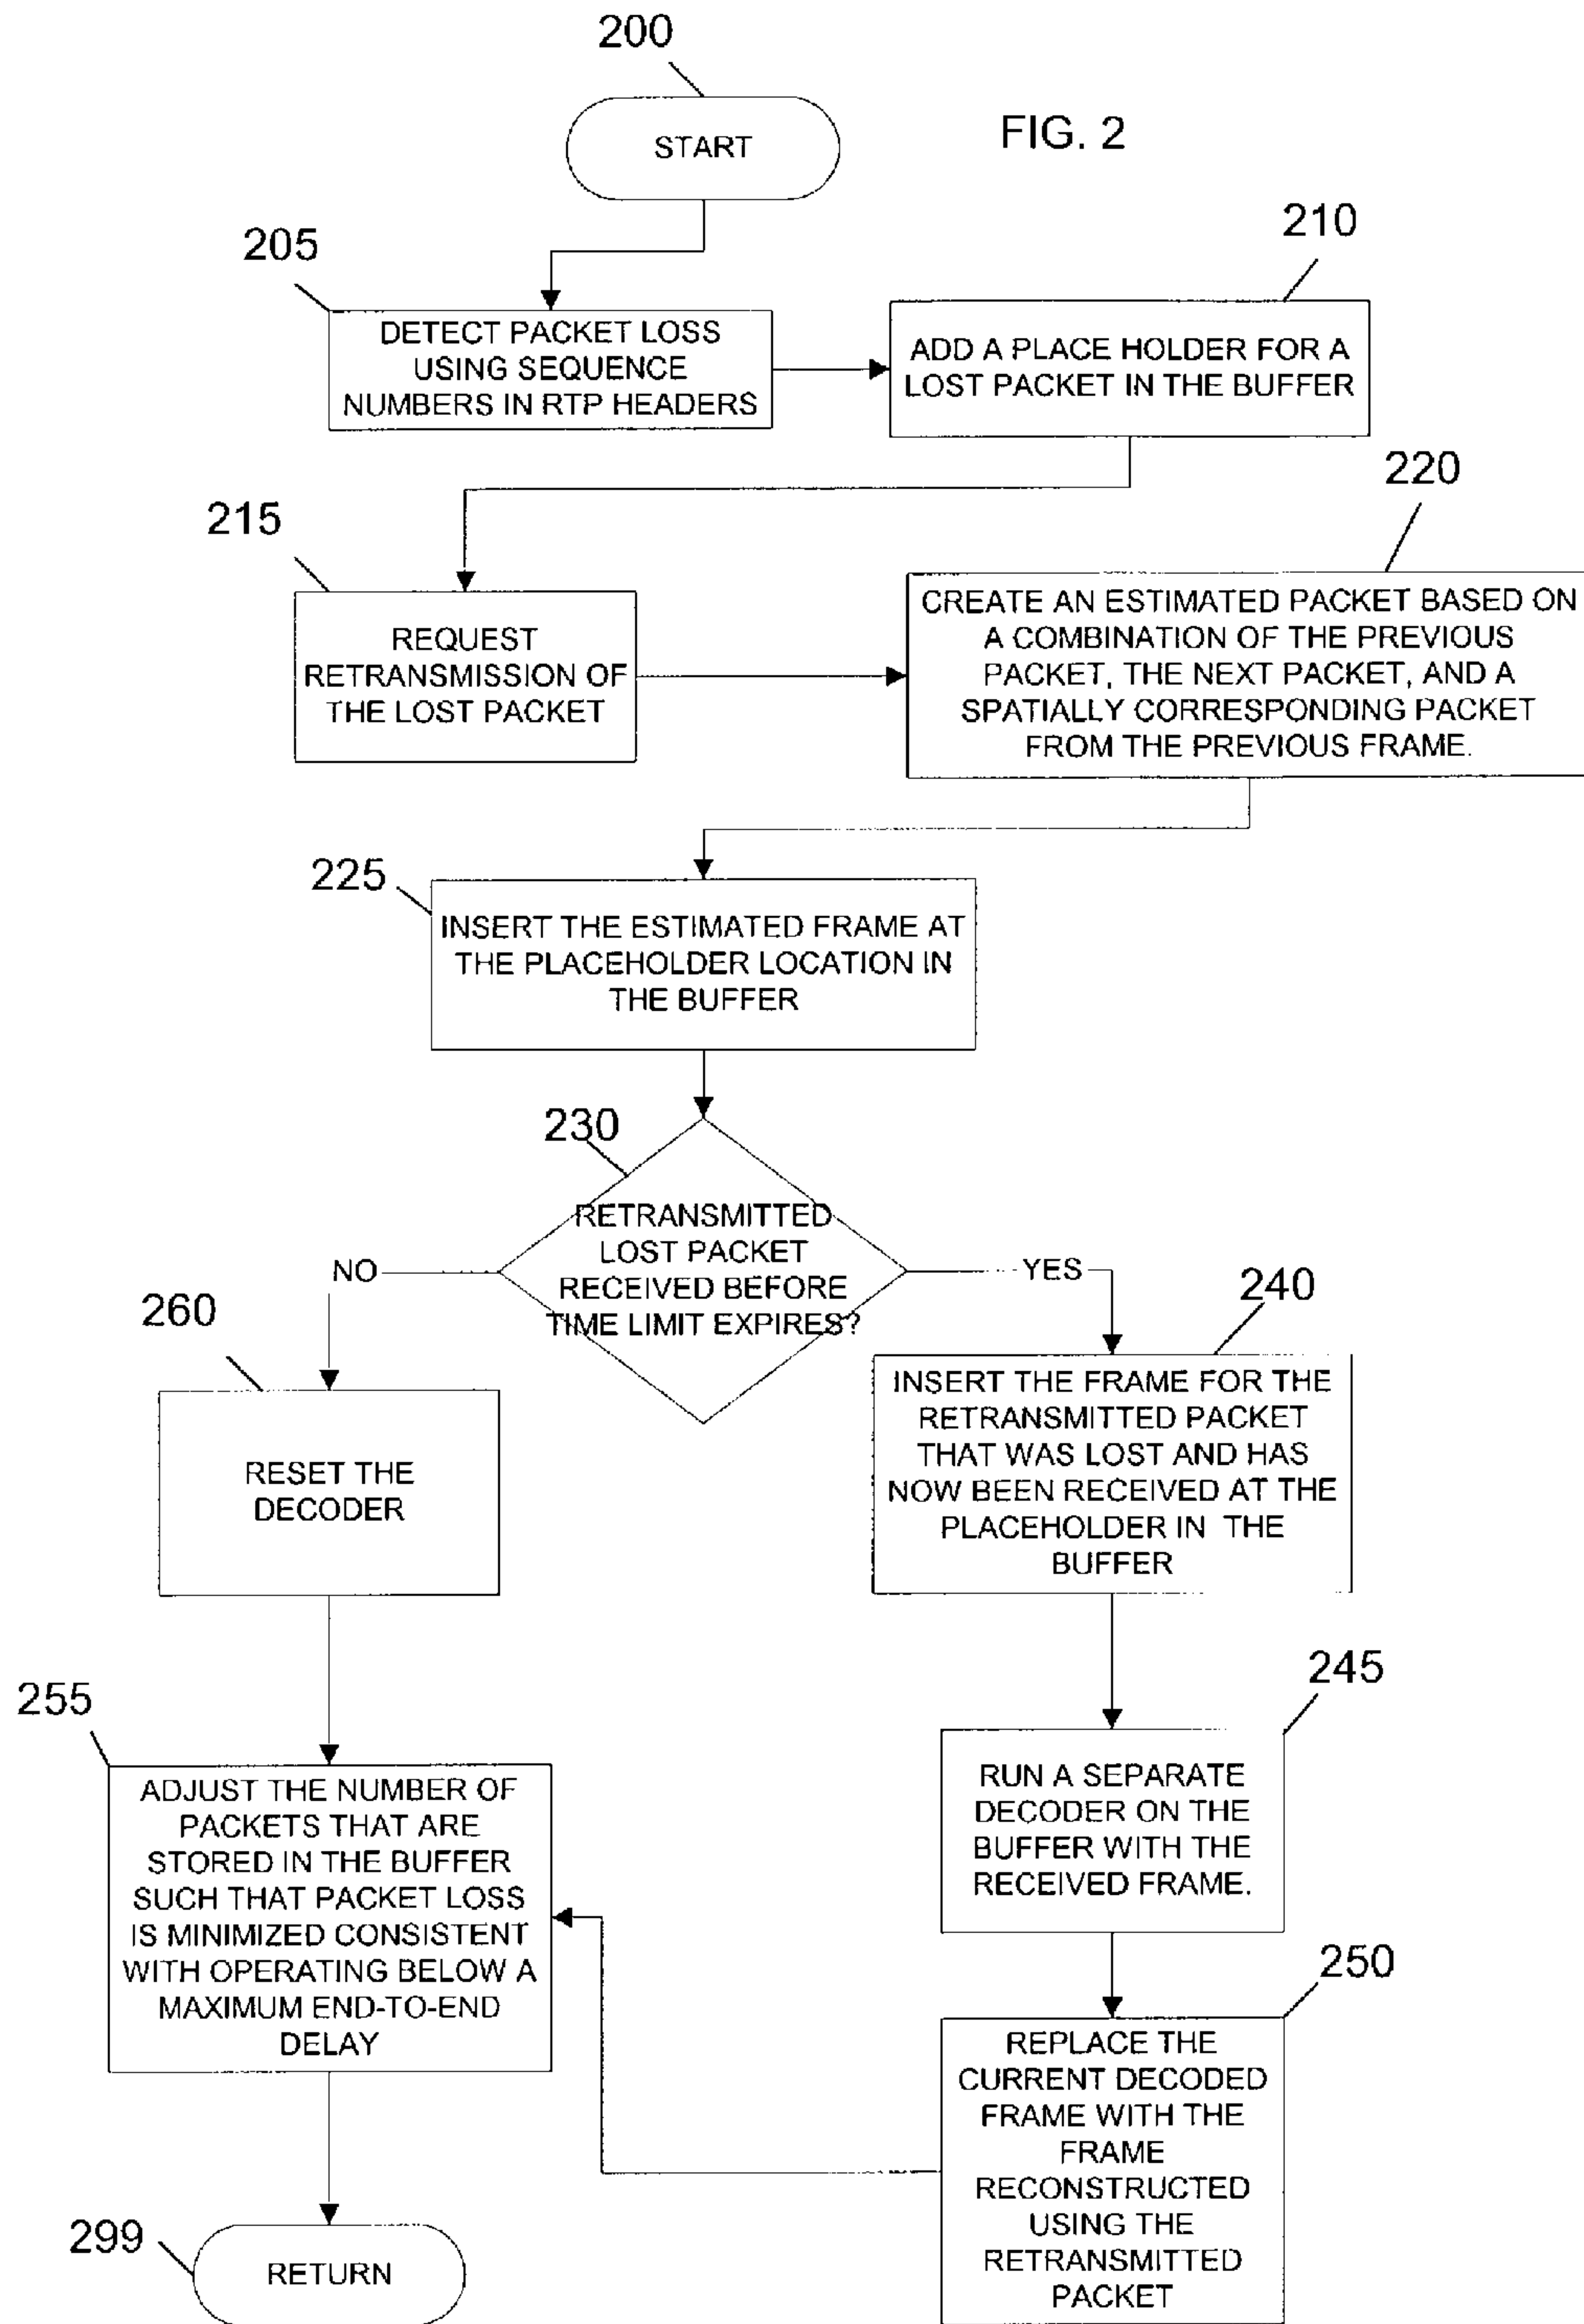 200
START
FIG. 2
205
DETECT PACKET LOSS
USING SEQUENCE
NUMBERS IN RTP HEADERS
210
ADD A PLACE HOLDER FOR A
LOST PACKET IN THE BUFFER
215
REQUEST
RETRANSMISSION OF
THE LOST PACKET
220
CREATE AN ESTIMATED PACKET BASED ON
A COMBINATION OF THE PREVIOUS
PACKET, THE NEXT PACKET, AND A
SPATIALLY CORRESPONDING PACKET
FROM THE PREVIOUS FRAME.
225
INSERT THE ESTIMATED FRAME AT
THE PLACEHOLDER LOCATION IN
THE BUFFER
230
RETRANSMITTED
LOST PACKET
RECEIVED BEFORE
TIME LIMIT EXPIRES?
NO
YES
260
RESET THE
DECODER
240
INSERT THE FRAME FOR THE
RETRANSMITTED PACKET
THAT WAS LOST AND HAS
NOW BEEN RECEIVED AT THE
PLACEHOLDER IN THE
BUFFER
245
RUN A SEPARATE
DECODER ON THE
BUFFER WITH THE
RECEIVED FRAME.
255
ADJUST THE NUMBER OF
PACKETS THAT ARE
STORED IN THE BUFFER
SUCH THAT PACKET LOSS
IS MINIMIZED CONSISTENT
WITH OPERATING BELOW A
MAXIMUM END-TO-END
DELAY
250
REPLACE THE
CURRENT DECODED
FRAME WITH THE
FRAME
RECONSTRUCTED
USING THE
RETRANSMITTED
PACKET
299
RETURN